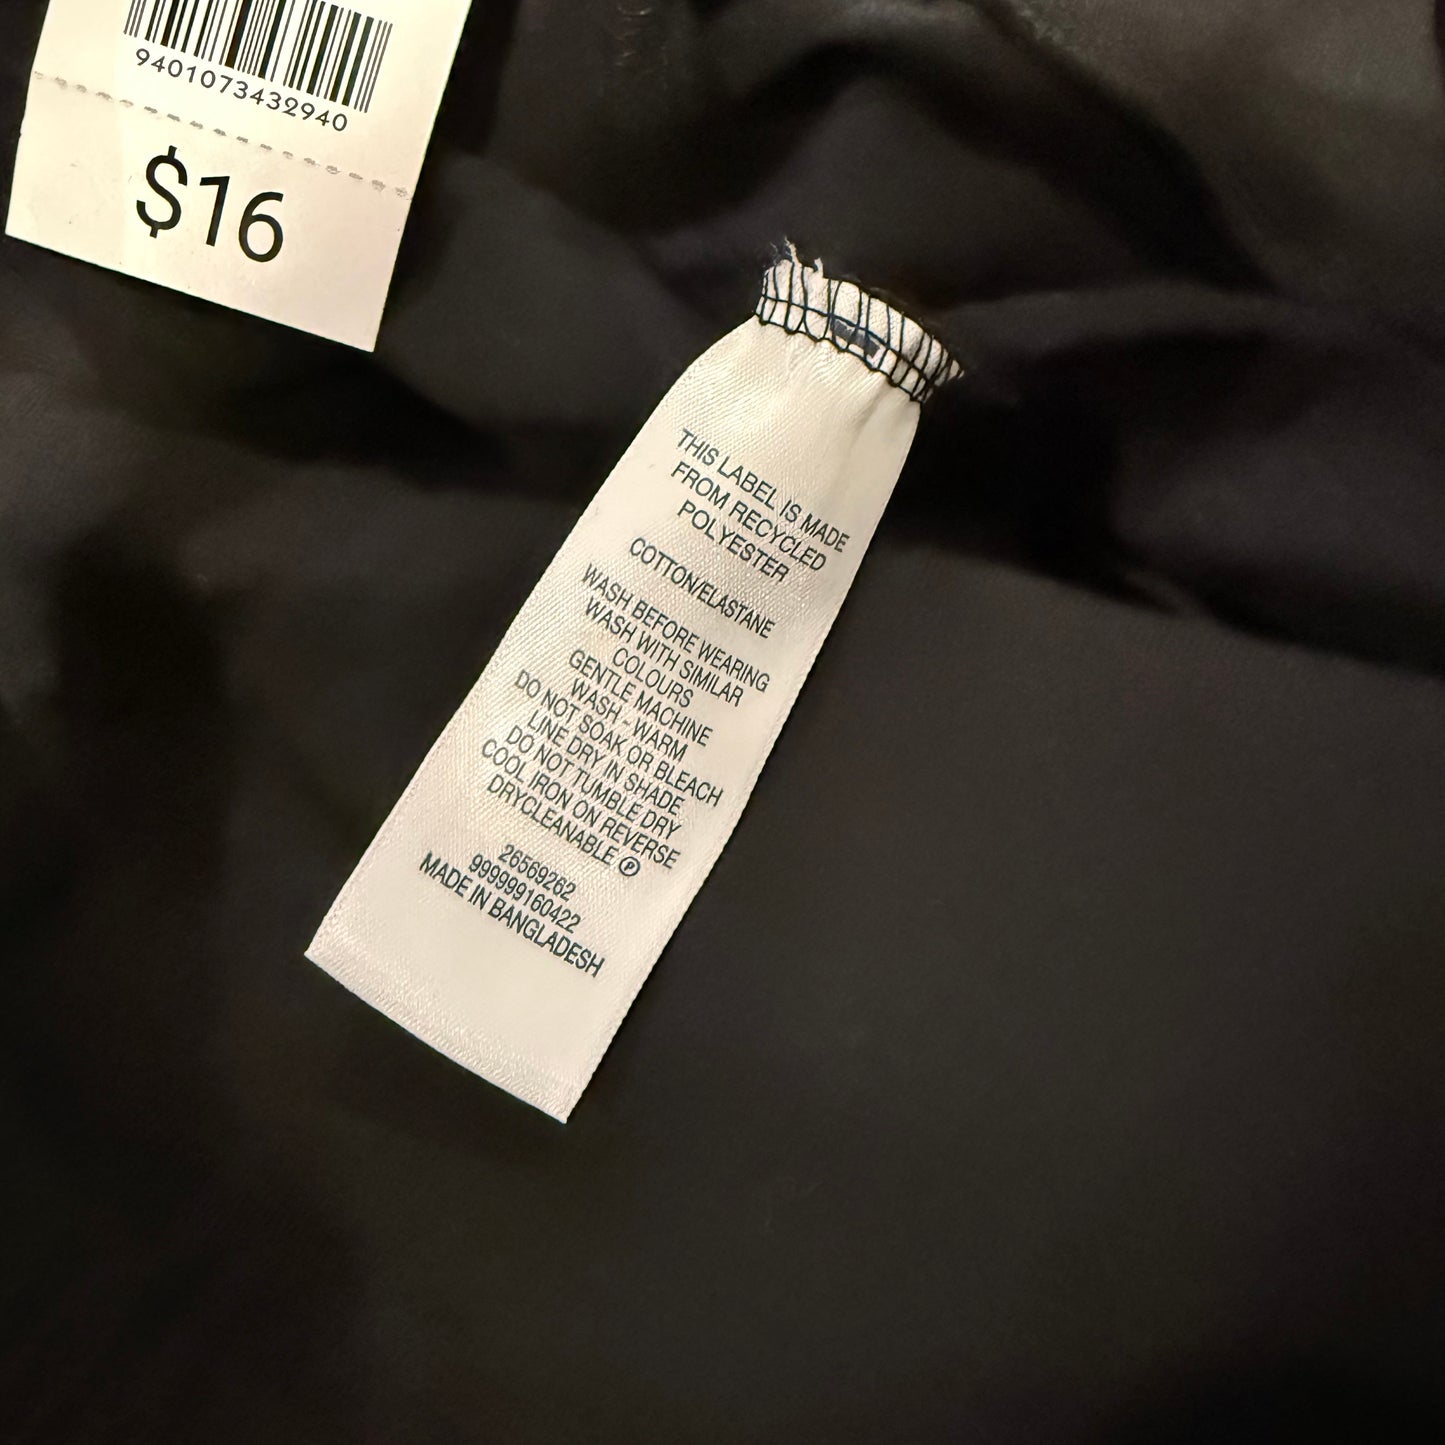 9401073432940
$16
THIS LABEL IS MADE
FROM RECYCLED
POLYESTER
COTTON/ELASTANE
WASH BEFORE WEARING
WASH WITH SIMILAR
COLOURS
GENTLE MACHINE
WASH - WARM
DO NOT SOAK OR BLEACH
LINE DRY IN SHADE
DO NOT TUMBLE DRY
COOL IRON ON REVERSE
DRYCLEANABLE Ⓟ
26569262
999999160422
MADE IN BANGLADESH